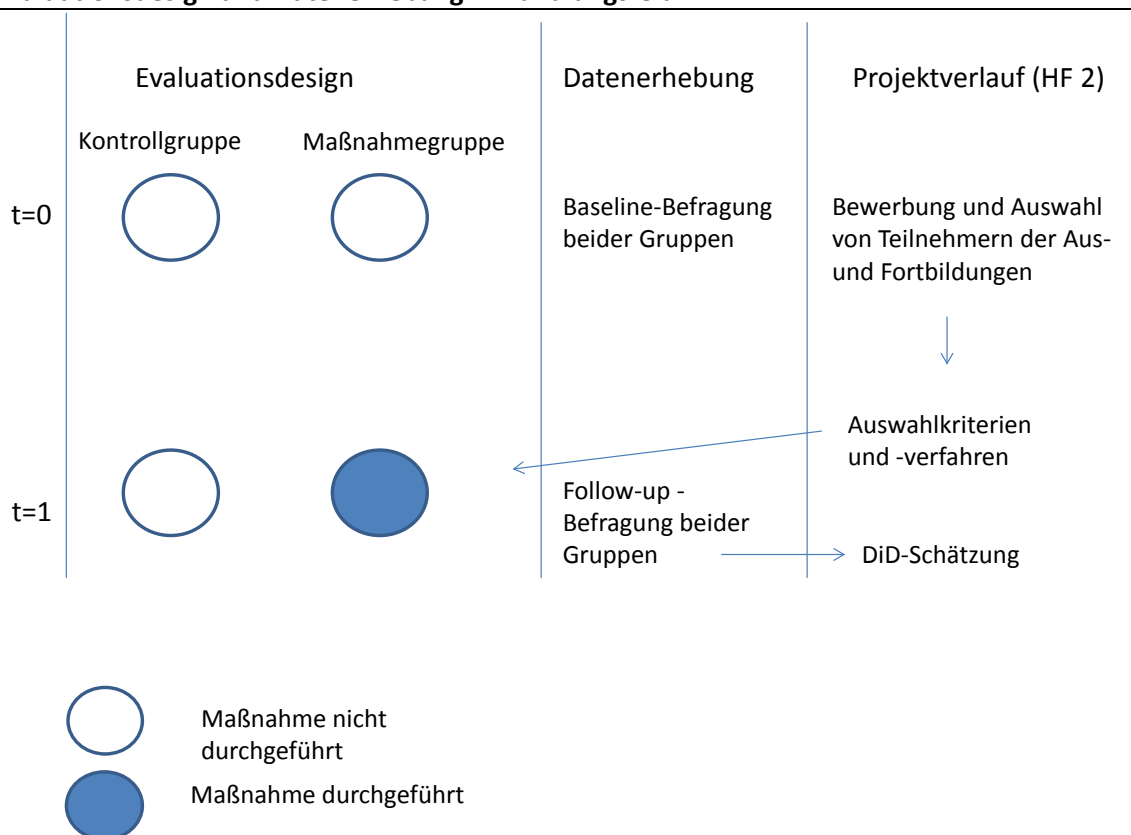 Evaluationsdesign
Datenerhebung
Projektverlauf (HF 2)
Kontrollgruppe
Maßnahmegruppe
t=0
Baseline-Befragung
beider Gruppen
Bewerbung und Auswahl
von Teilnehmern der Aus-
und Fortbildungen
Auswahlkriterien
und -verfahren
t=1
Follow-up -
Befragung beider
Gruppen
DiD-Schätzung
Maßnahme nicht
durchgeführt
Maßnahme durchgeführt